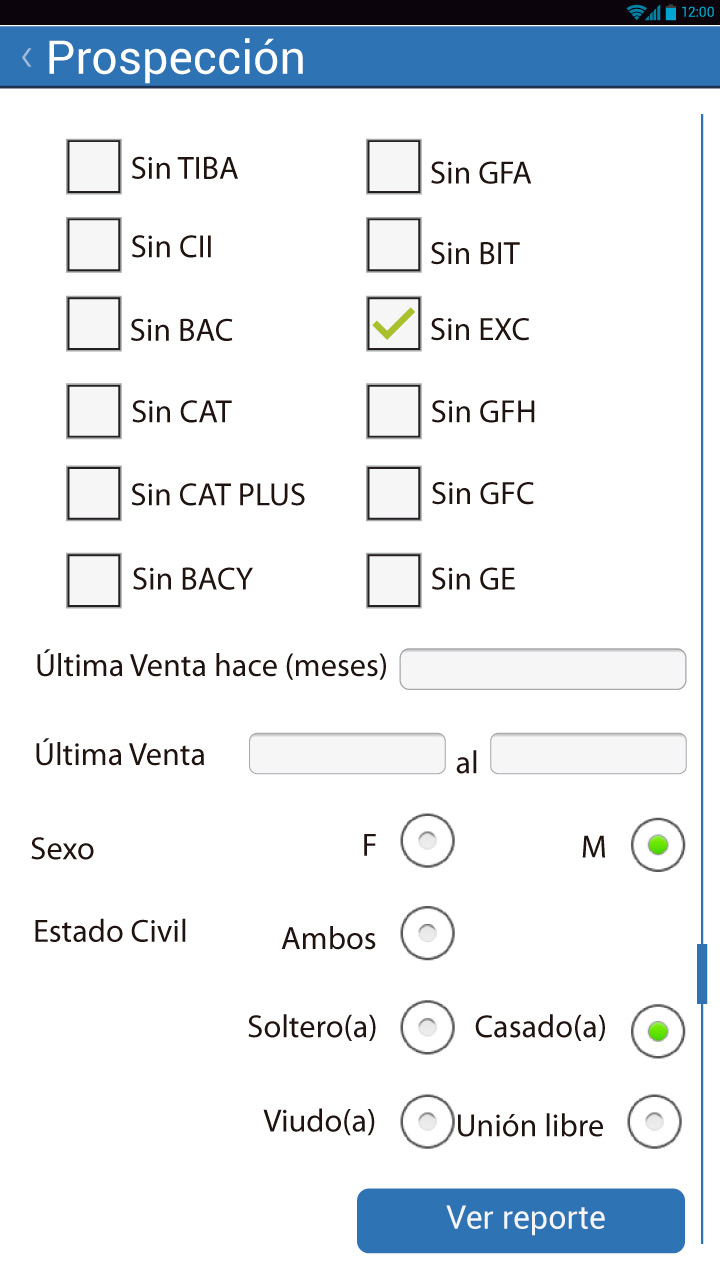 12:00
Prospección
Sin TIBA Sin GFA
Sin CII Sin BIT
Sin BAC Sin EXC
Sin CAT Sin GFH
Sin CAT PLUS Sin GFC
Sin BACY Sin GE
Última Venta hace (meses)
Última Venta al
Sexo F M
Estado Civil Ambos
Soltero(a) Casado(a)
Viudo(a) Unión libre
Ver reporte